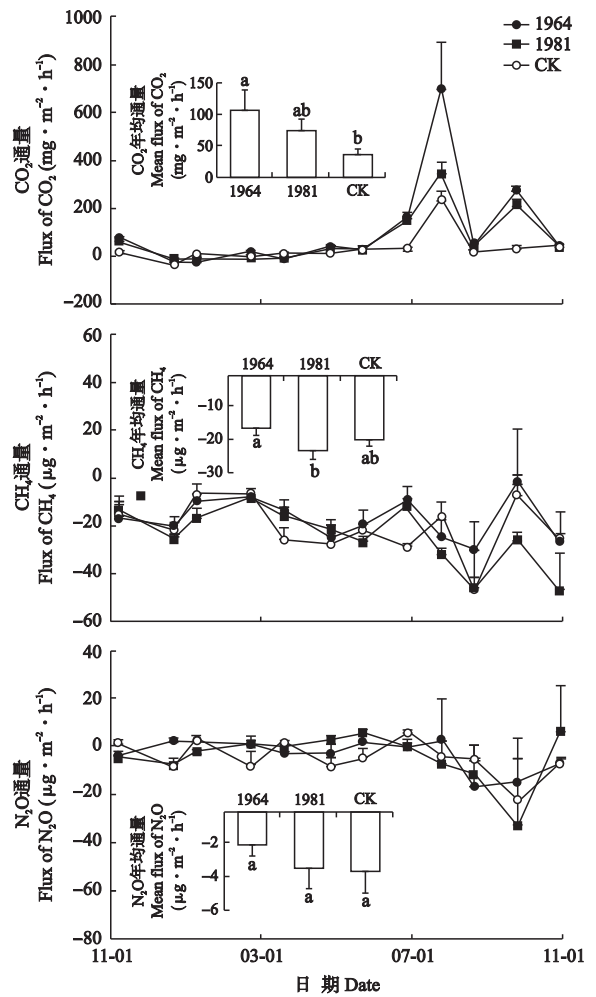 1000
800
600
400
200
0
−200
CO₂通量
Flux of CO₂ (mg·m⁻²·h⁻¹)
1964
1981
CK
150
100
50
0
CO₂年均通量
Mean flux of CO₂
(mg·m⁻²·h⁻¹)
a
ab
b
1964 1981 CK
60
40
20
0
−20
−40
−60
CH₄通量
Flux of CH₄ (μg·m⁻²·h⁻¹)
1964 1981 CK
−10
−20
−30
CH₄年均通量
Mean flux of CH₄
(μg·m⁻²·h⁻¹)
a
b
ab
40
20
0
−20
−40
−60
−80
N₂O通量
Flux of N₂O (μg·m⁻²·h⁻¹)
1964 1981 CK
−2
−4
−6
N₂O年均通量
Mean flux of N₂O
(μg·m⁻²·h⁻¹)
a
a
a
11-01 03-01 07-01 11-01
日 期 Date